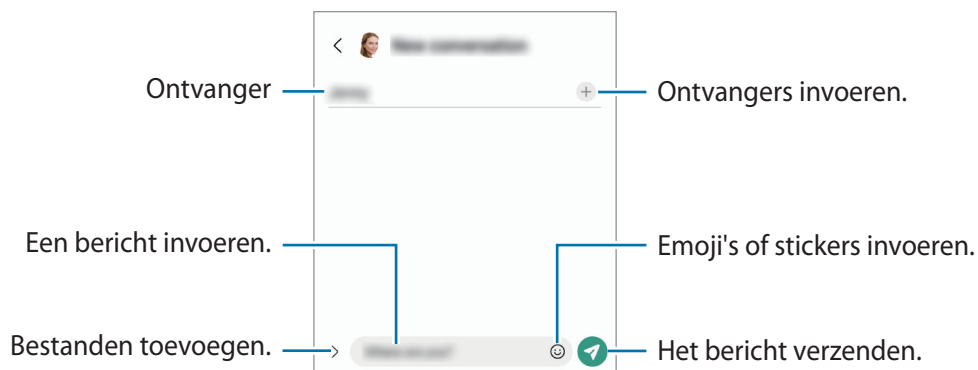 Ontvanger
Ontvangers invoeren.
Een bericht invoeren.
Emoji's of stickers invoeren.
Bestanden toevoegen.
Het bericht verzenden.